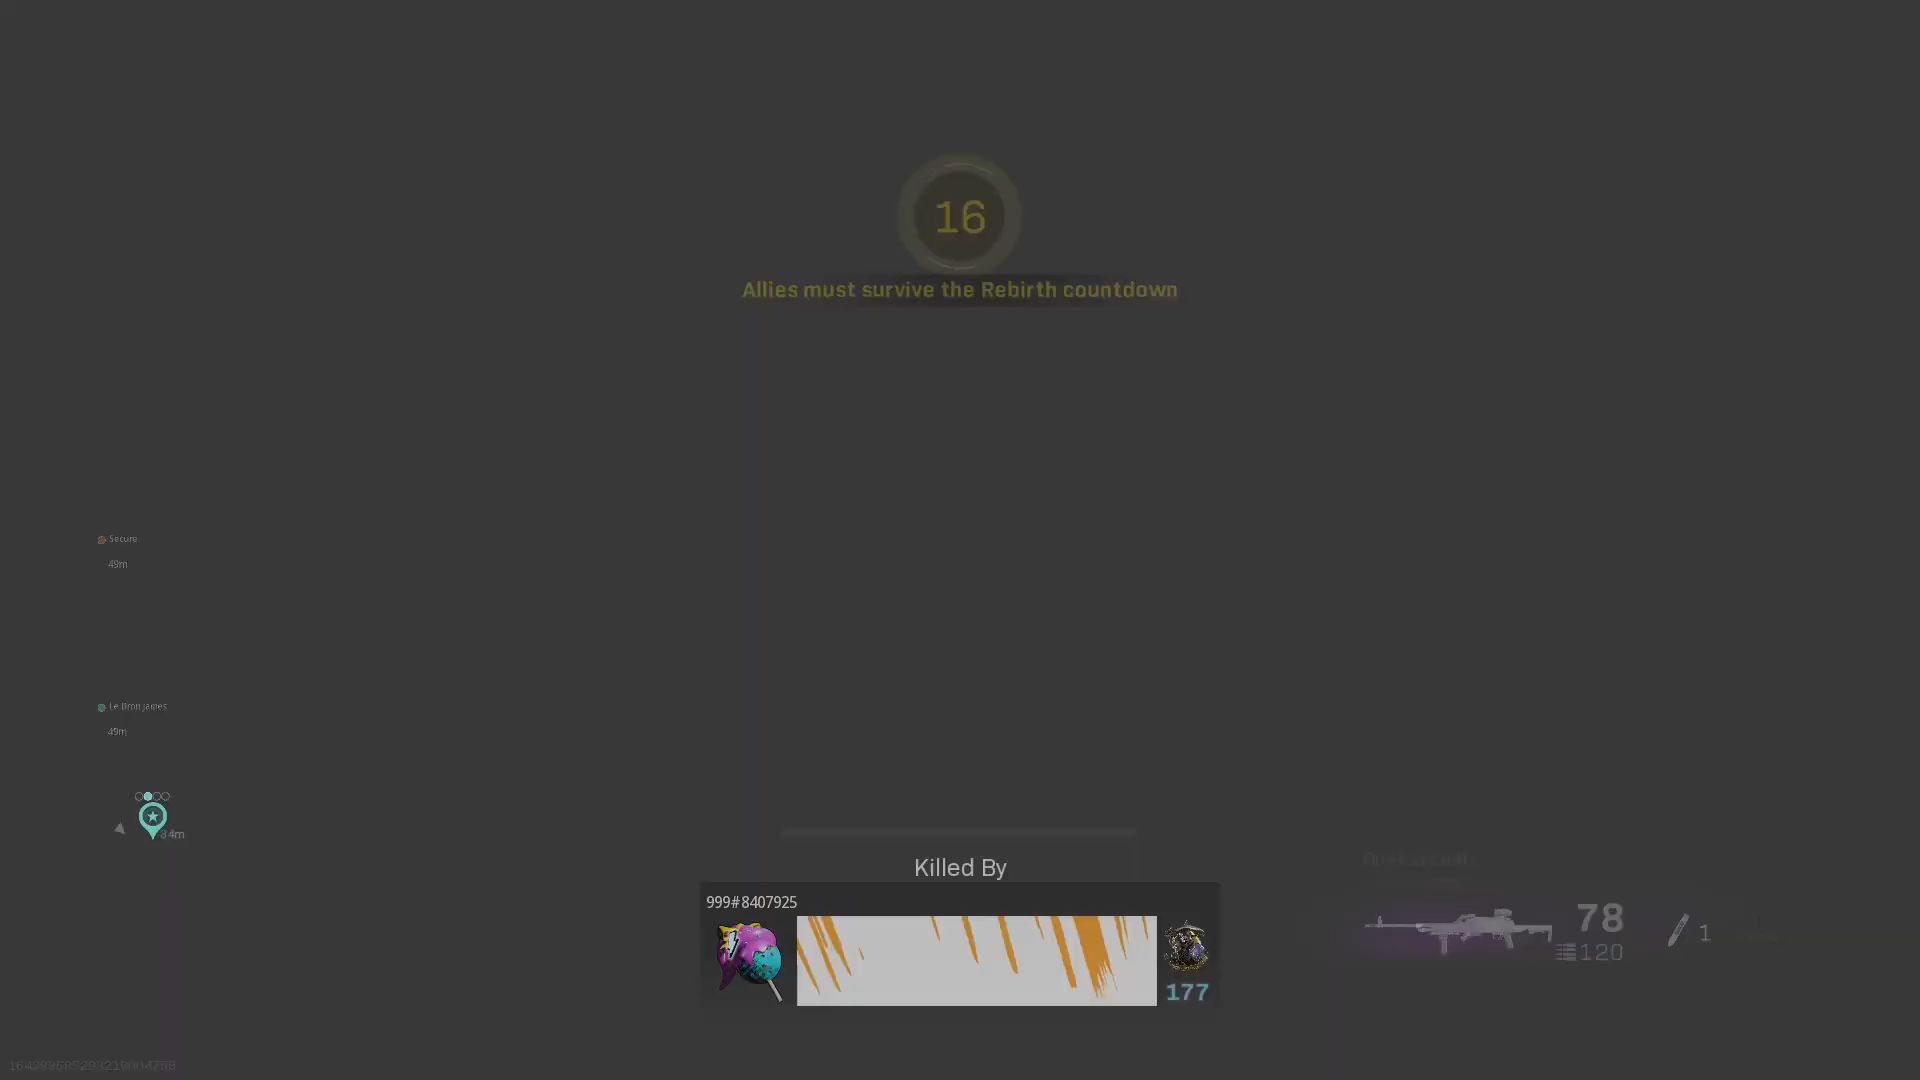 16
Allies must survive the Rebirth countdown
Secure
49m
Le Bron james
49m
34m
Killed By
999#8407925
177
78
120
1